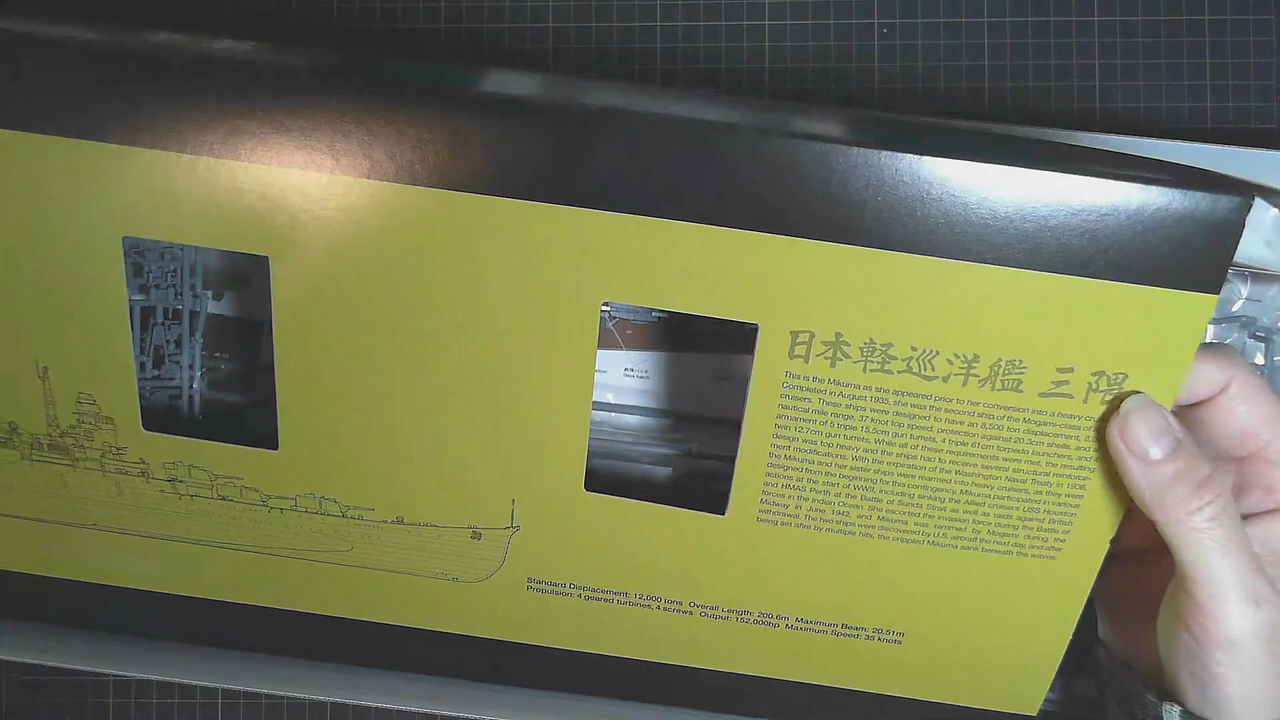 日本軽巡洋艦 三隈
This is the Mikuma as she appeared prior to her conversion into a heavy
Completed in August 1935, she was the second ship of the Mogami-class of
cruisers. These ships were designed to have an 8,500 ton displacement,
nautical mile range, 37 knot top speed, protection against 20.3cm shells, and
armament of 5 triple 15.5cm gun turrets, 4 triple 61cm torpedo launchers, and
twin 12.7cm gun turrets. While all of these requirements were met, the resulting
design was top heavy and the ships had to receive several structural reinforce-
ment modifications. With the expiration of the Washington Naval Treaty in 1936,
the Mikuma and her sister ships were rearmed into heavy cruisers, as they were
designed from the beginning for this contingency. Mikuma participated in various
actions at the start of WWII, including sinking the Allied cruisers USS Houston
and HMAS Perth at the Battle of Sunda Strait, as well as raids against British
forces in the Indian Ocean. She escorted the invasion force during the Battle of
Midway in June 1942, and Mikuma was rammed by Mogami during the
withdrawal. The two ships were discovered by U.S. aircraft the next day, and after
being set afire by multiple hits, the crippled Mikuma sank beneath the waves.
Standard Displacement: 12,000 tons Overall Length: 200.6m Maximum Beam: 20.51m
Propulsion: 4 geared turbines, 4 screws Output: 152,000hp Maximum Speed: 35 knots
Deck hatch